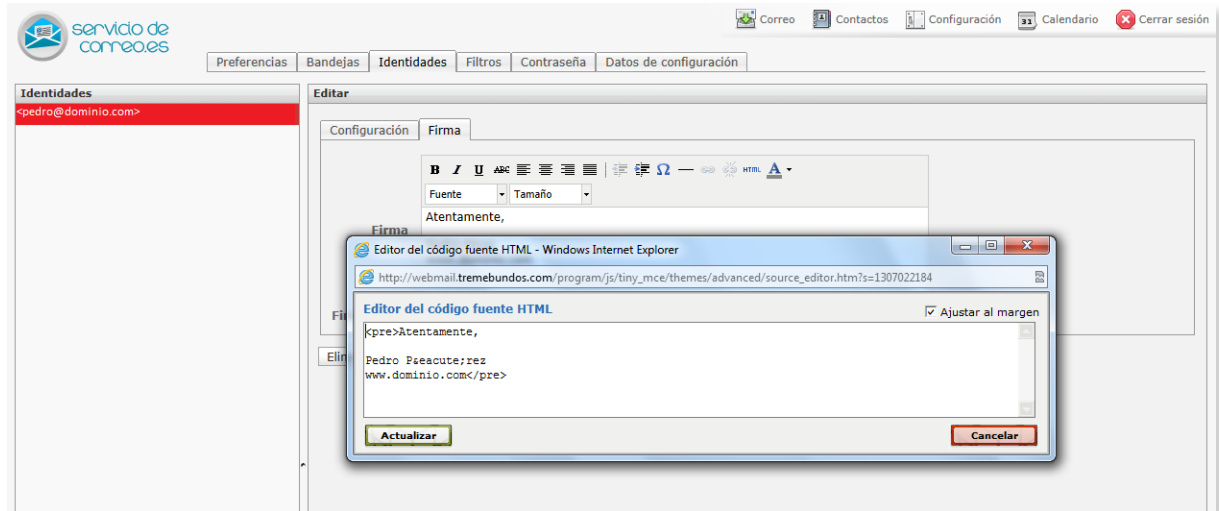 servicio de
correo.es
Correo Contactos Configuración 31 Calendario Cerrar sesión
Preferencias Bandejas Identidades Filtros Contraseña Datos de configuración
Identidades
<pedro@dominio.com>
Editar
Configuración Firma
B I U ABC Ω HTML A
Fuente Tamaño
Atentamente,
Firma
Editor del código fuente HTML - Windows Internet Explorer
http://webmail.tremebundos.com/program/js/tiny_mce/themes/advanced/source_editor.htm?s=1307022184
Editor del código fuente HTML
Ajustar al margen
<pre>Atentamente,
Pedro P&eacute;rez
www.dominio.com</pre>
Actualizar Cancelar